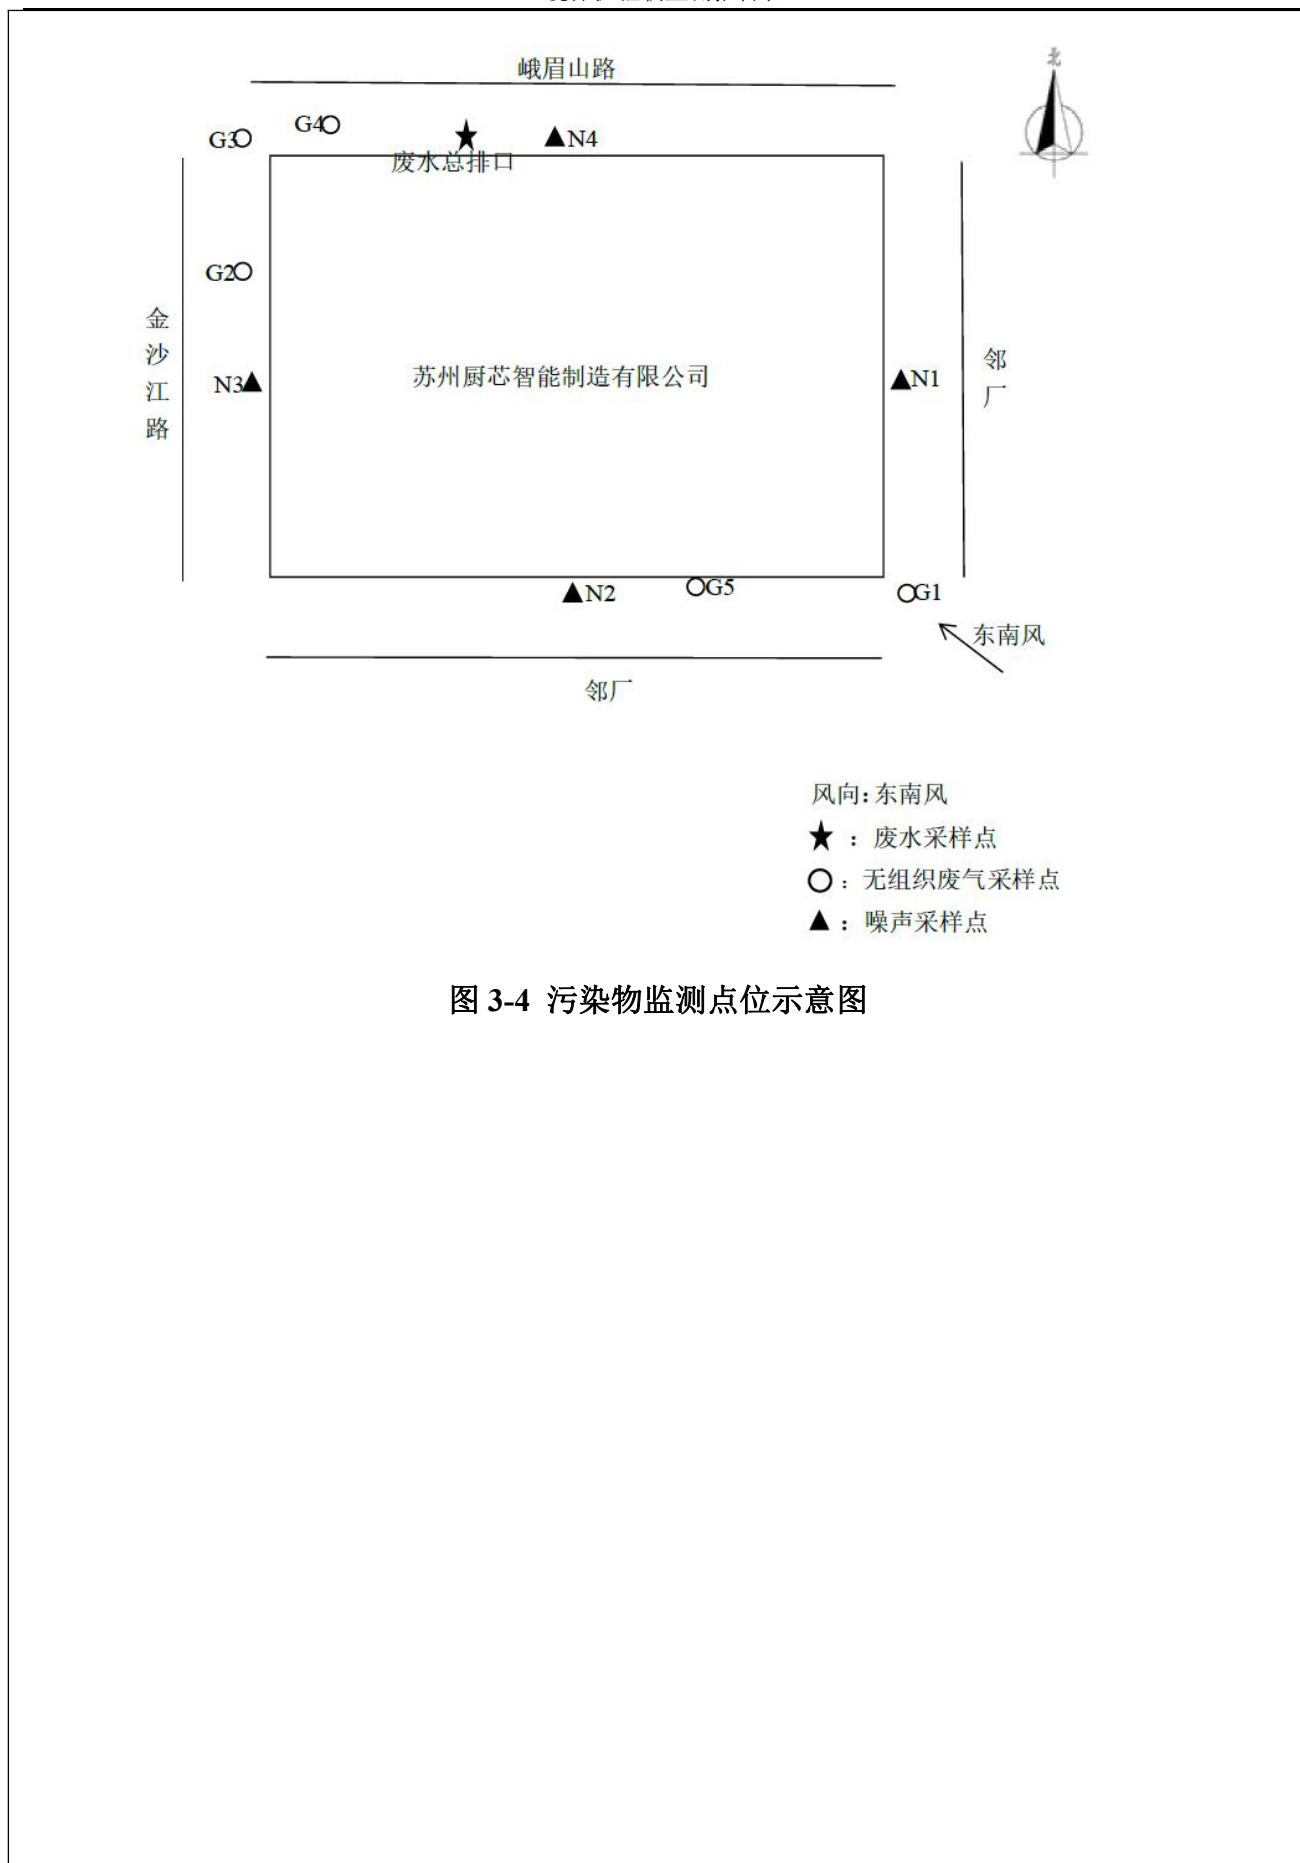 北
峨眉山路
G3
G4
N4
废水总排口
G2
金沙江路
N3
苏州厨芯智能制造有限公司
N1
邻厂
N2
G5
G1
东南风
邻厂
风向:东南风
：废水采样点
：无组织废气采样点
：噪声采样点
图 3-4 污染物监测点位示意图